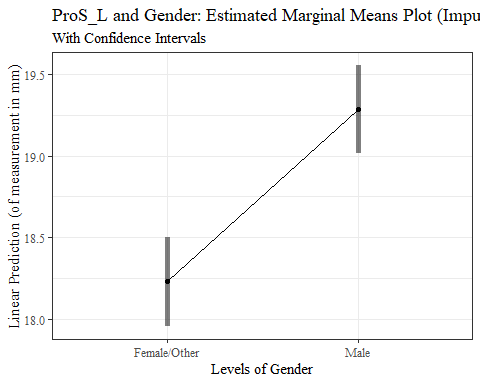 ProS_L and Gender: Estimated Marginal Means Plot (Impu
With Confidence Intervals
Linear Prediction (of measurement in mm)
19.5
19.0
18.5
18.0
Female/Other
Male
Levels of Gender